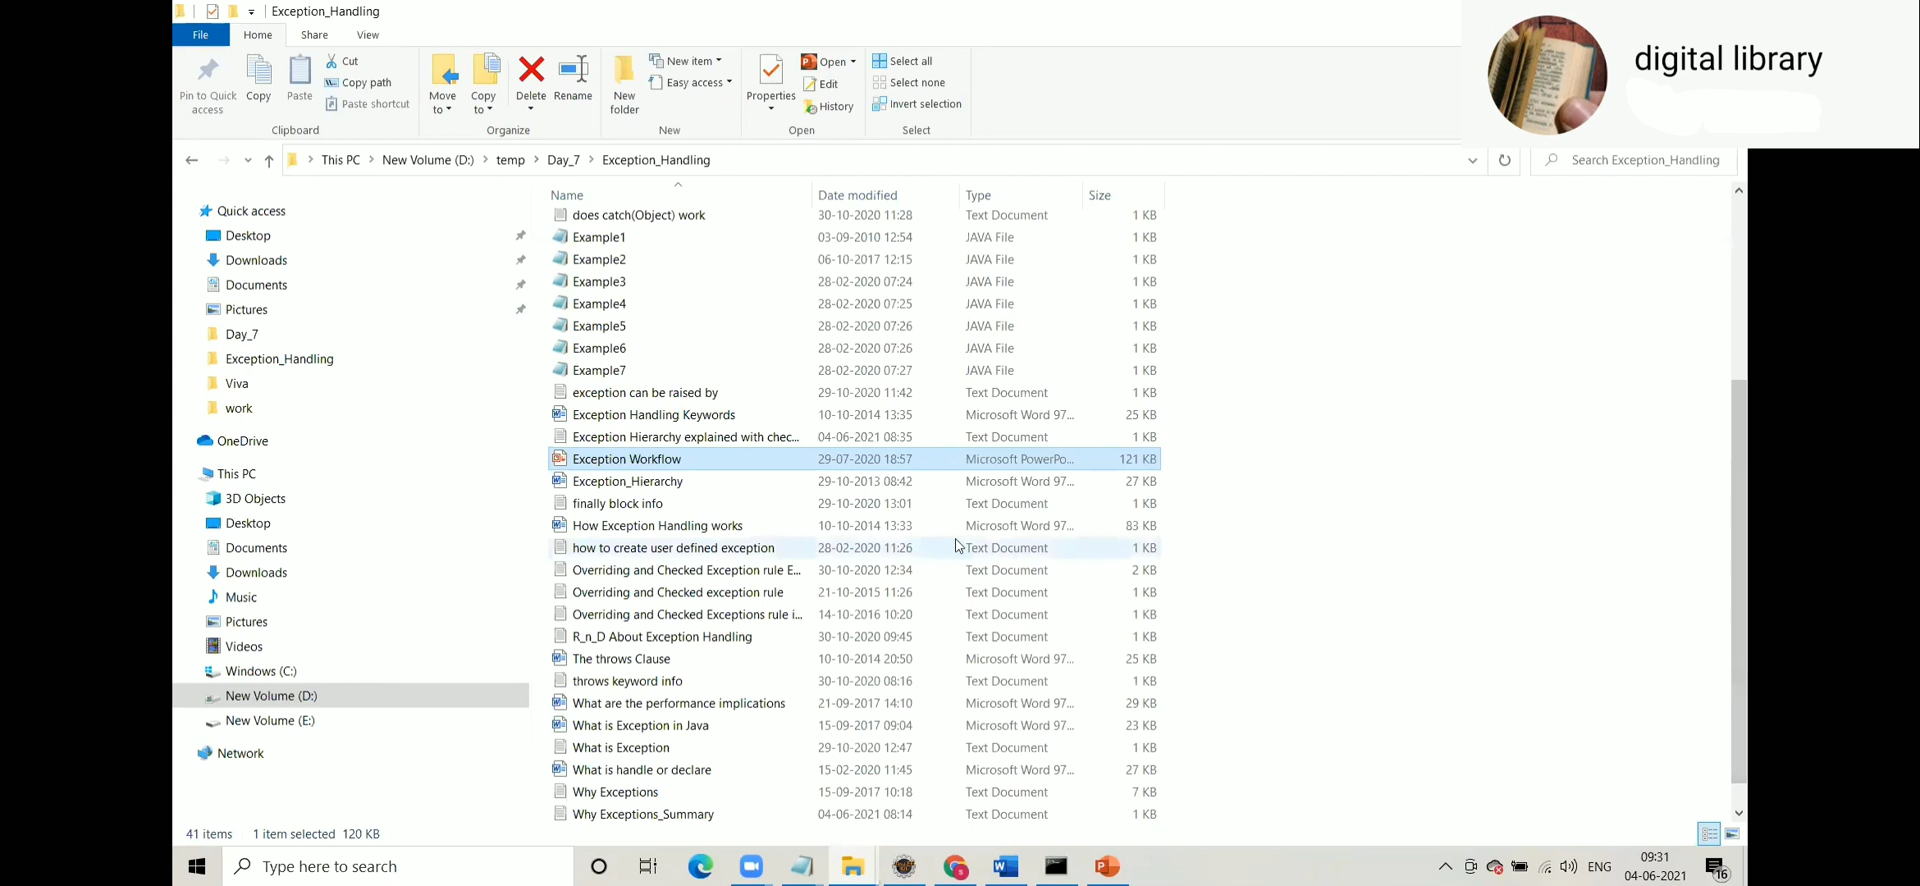 Exception_Handling
File Home Share View
Pin to Quick access
Copy
Paste
Cut
Copy path
Paste shortcut
Clipboard
Move to
Copy to
Delete
Rename
Organize
New folder
New item
Easy access
New
Properties
Open
Edit
History
Open
Select all
Select none
Invert selection
Select
digital library
This PC > New Volume (D:) > temp > Day_7 > Exception_Handling
Search Exception_Handling
Quick access
Desktop
Downloads
Documents
Pictures
Day_7
Exception_Handling
Viva
work
OneDrive
This PC
3D Objects
Desktop
Documents
Downloads
Music
Pictures
Videos
Windows (C:)
New Volume (D:)
New Volume (E:)
Network
Name Date modified Type Size
does catch(Object) work 30-10-2020 11:28 Text Document 1 KB
Example1 03-09-2010 12:54 JAVA File 1 KB
Example2 06-10-2017 12:15 JAVA File 1 KB
Example3 28-02-2020 07:24 JAVA File 1 KB
Example4 28-02-2020 07:25 JAVA File 1 KB
Example5 28-02-2020 07:26 JAVA File 1 KB
Example6 28-02-2020 07:26 JAVA File 1 KB
Example7 28-02-2020 07:27 JAVA File 1 KB
exception can be raised by 29-10-2020 11:42 Text Document 1 KB
Exception Handling Keywords 10-10-2014 13:35 Microsoft Word 97... 25 KB
Exception Hierarchy explained with chec... 04-06-2021 08:35 Text Document 1 KB
Exception Workflow 29-07-2020 18:57 Microsoft PowerPo... 121 KB
Exception_Hierarchy 29-10-2013 08:42 Microsoft Word 97... 27 KB
finally block info 29-10-2020 13:01 Text Document 1 KB
How Exception Handling works 10-10-2014 13:33 Microsoft Word 97... 83 KB
how to create user defined exception 28-02-2020 11:26 Text Document 1 KB
Overriding and Checked Exception rule E... 30-10-2020 12:34 Text Document 2 KB
Overriding and Checked exception rule 21-10-2015 11:26 Text Document 1 KB
Overriding and Checked Exceptions rule i... 14-10-2016 10:20 Text Document 1 KB
R_n_D About Exception Handling 30-10-2020 09:45 Text Document 1 KB
The throws Clause 10-10-2014 20:50 Microsoft Word 97... 25 KB
throws keyword info 30-10-2020 08:16 Text Document 1 KB
What are the performance implications 21-09-2017 14:10 Microsoft Word 97... 29 KB
What is Exception in Java 15-09-2017 09:04 Microsoft Word 97... 23 KB
What is Exception 29-10-2020 12:47 Text Document 1 KB
What is handle or declare 15-02-2020 11:45 Microsoft Word 97... 27 KB
Why Exceptions 15-09-2017 10:18 Text Document 7 KB
Why Exceptions_Summary 04-06-2021 08:14 Text Document 1 KB
41 items 1 item selected 120 KB
Type here to search
ENG
09:31
04-06-2021
16